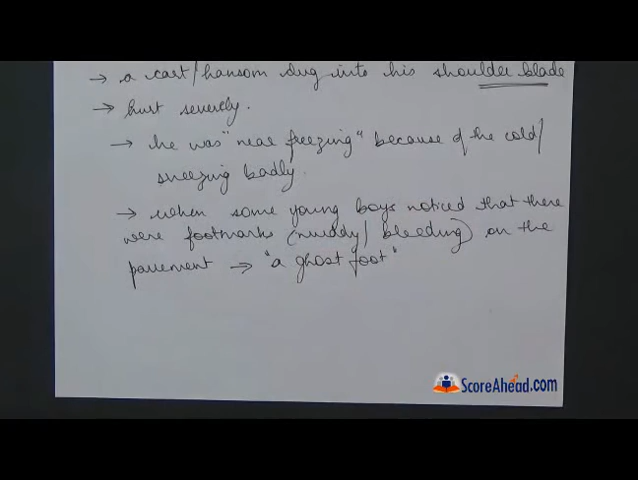 → a cart/hansom dug into his shoulder blade
→ hurt severely.
→ he was "near freezing" because of the cold/
sneezing badly.
→ when some young boys noticed that there
were footmarks (muddy/bleeding) on the
pavement → "a ghost foot"
ScoreAhead.com